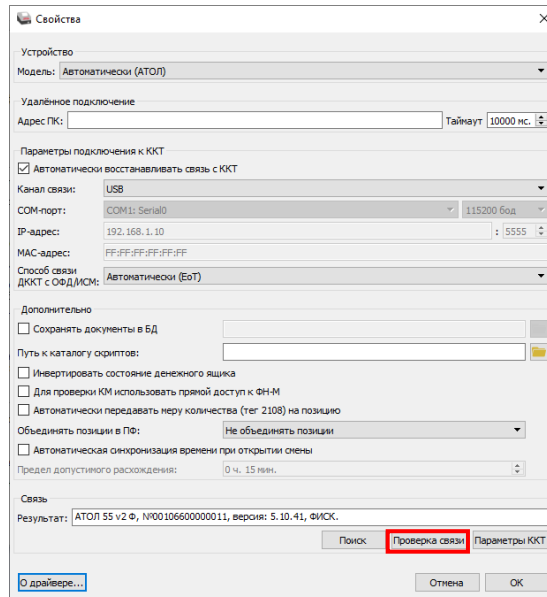 Свойства
Устройство
Модель: Автоматически (АТОЛ)
Удалённое подключение
Адрес ПК: Таймаут 10000 мс.
Параметры подключения к ККТ
Автоматически восстанавливать связь с ККТ
Канал связи: USB
COM-порт: COM1: Serial0 115200 бод
IP-адрес: 192.168.1.10 : 5555
MAC-адрес: FF:FF:FF:FF:FF:FF
Способ связи
ДККТ с ОФД/ИСМ: Автоматически (EoT)
Дополнительно
Сохранять документы в БД
Путь к каталогу скриптов:
Инвертировать состояние денежного ящика
Для проверки КМ использовать прямой доступ к ФН-М
Автоматически передавать меру количества (тег 2108) на позицию
Объединять позиции в ПФ: Не объединять позиции
Автоматическая синхронизация времени при открытии смены
Предел допустимого расхождения: 0 ч. 15 мин.
Связь
Результат: АТОЛ 55 v2 Ф, №00106600000011, версия: 5.10.41, ФИСК.
Поиск Проверка связи Параметры ККТ
О драйвере... Отмена OK